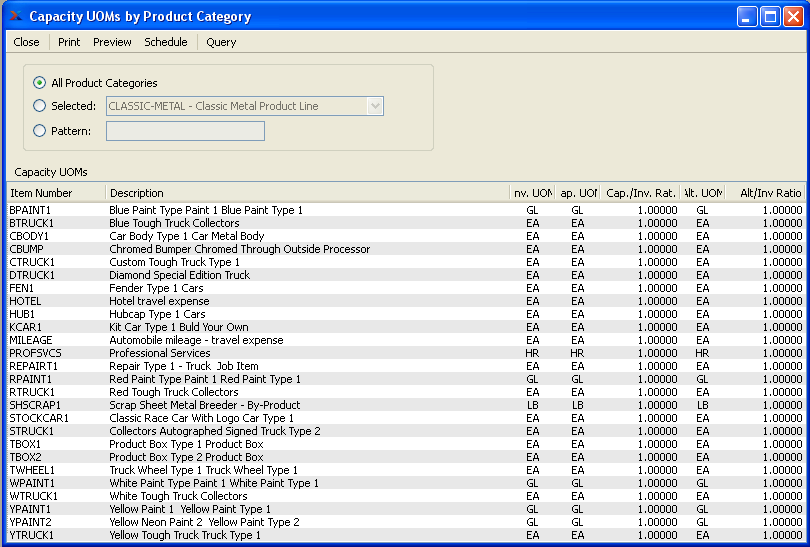 Capacity UOMs by Product Category
Close Print Preview Schedule Query
All Product Categories
Selected: CLASSIC-METAL - Classic Metal Product Line
Pattern:
Capacity UOMs
Item Number Description nv. UOM ap. UOM Cap./Inv. Rat. Alt. UOM Alt/Inv Ratio
BPAINT1 Blue Paint Type Paint 1 Blue Paint Type 1 GL GL 1.00000 GL 1.00000
BTRUCK1 Blue Tough Truck Collectors EA EA 1.00000 EA 1.00000
CBODY1 Car Body Type 1 Car Metal Body EA EA 1.00000 EA 1.00000
CBUMP Chromed Bumper Chromed Through Outside Processor EA EA 1.00000 EA 1.00000
CTRUCK1 Custom Tough Truck Type 1 EA EA 1.00000 EA 1.00000
DTRUCK1 Diamond Special Edition Truck EA EA 1.00000 EA 1.00000
FEN1 Fender Type 1 Cars EA EA 1.00000 EA 1.00000
HOTEL Hotel travel expense EA EA 1.00000 EA 1.00000
HUB1 Hubcap Type 1 Cars EA EA 1.00000 EA 1.00000
KCAR1 Kit Car Type 1 Buld Your Own EA EA 1.00000 EA 1.00000
MILEAGE Automobile mileage - travel expense EA EA 1.00000 EA 1.00000
PROFSVCS Professional Services HR HR 1.00000 HR 1.00000
REPAIRT1 Repair Type 1 - Truck Job Item EA EA 1.00000 EA 1.00000
RPAINT1 Red Paint Type Paint 1 Red Paint Type 1 GL GL 1.00000 GL 1.00000
RTRUCK1 Red Tough Truck Collectors EA EA 1.00000 EA 1.00000
SHSCRAP1 Scrap Sheet Metal Breeder - By-Product LB LB 1.00000 LB 1.00000
STOCKCAR1 Classic Race Car With Logo Car Type 1 EA EA 1.00000 EA 1.00000
STRUCK1 Collectors Autographed Signed Truck Type 2 EA EA 1.00000 EA 1.00000
TBOX1 Product Box Type 1 Product Box EA EA 1.00000 EA 1.00000
TBOX2 Product Box Type 2 Product Box EA EA 1.00000 EA 1.00000
TWHEEL1 Truck Wheel Type 1 Truck Wheel Type 1 EA EA 1.00000 EA 1.00000
WPAINT1 White Paint Type Paint 1 White Paint Type 1 GL GL 1.00000 GL 1.00000
WTRUCK1 White Tough Truck Collectors EA EA 1.00000 EA 1.00000
YPAINT1 Yellow Paint 1 Yellow Paint Type 1 GL GL 1.00000 GL 1.00000
YPAINT2 Yellow Neon Paint 2 Yellow Paint Type 2 GL GL 1.00000 GL 1.00000
YTRUCK1 Yellow Tough Truck Truck Type 1 EA EA 1.00000 EA 1.00000